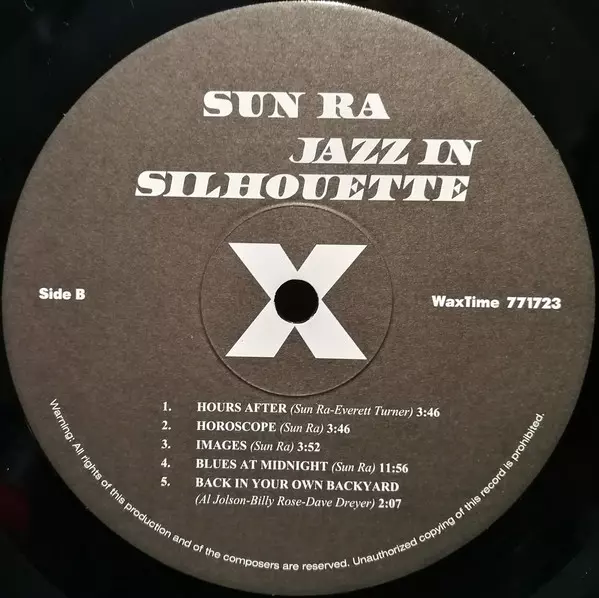 SUN RA
JAZZ IN
SILHOUETTE
X
Side B
WaxTime 771723
1. HOURS AFTER (Sun Ra-Everett Turner) 3:46
2. HOROSCOPE (Sun Ra) 3:46
3. IMAGES (Sun Ra) 3:52
4. BLUES AT MIDNIGHT (Sun Ra) 11:56
5. BACK IN YOUR OWN BACKYARD
(Al Jolson-Billy Rose-Dave Dreyer) 2:07
Warning: All rights of this production and of the composers are reserved. Unauthorized copying of this record is prohibited.